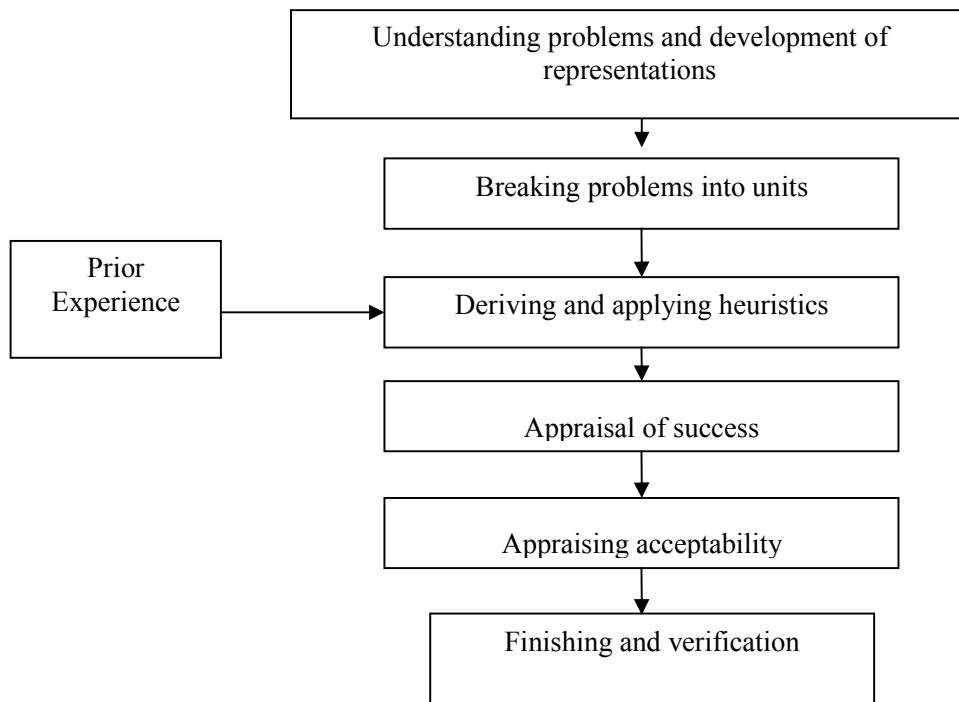 Understanding problems and development of
representations
Breaking problems into units
Prior
Experience
Deriving and applying heuristics
Appraisal of success
Appraising acceptability
Finishing and verification